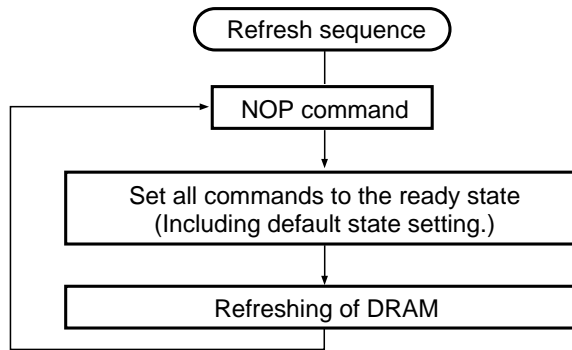 Refresh sequence
NOP command
Set all commands to the ready state
(Including default state setting.)
Refreshing of DRAM